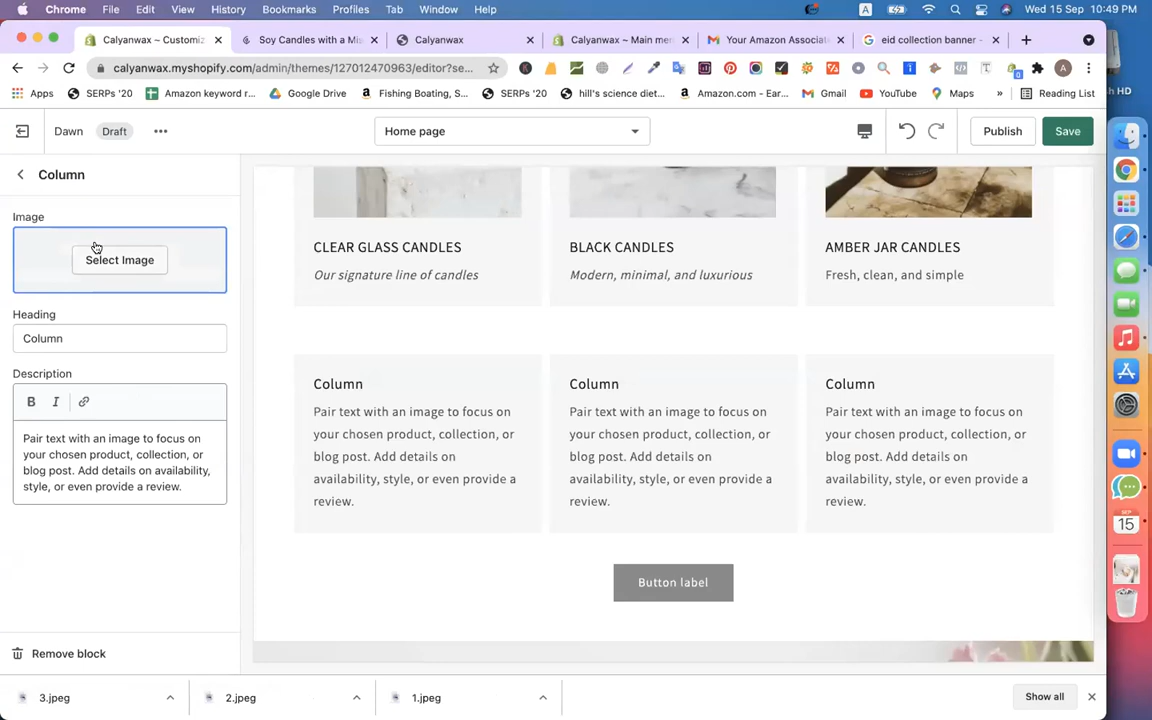 Chrome File Edit View History Bookmarks Profiles Tab Window Help
A
Wed 15 Sep 10:49 PM
Calyanwax ~ Customiz
Soy Candles with a Mis
Calyanwax
Calyanwax ~ Main men
Your Amazon Associat
eid collection banner -
calyanwax.myshopify.com/admin/themes/127012470963/editor?se...
A
Apps
SERPs '20
Amazon keyword r...
Google Drive
Fishing Boat, S...
SERPs '20
hill's science diet...
Amazon.com - Ear...
Gmail
YouTube
Maps
»
Reading List
sh HD
Dawn
Draft
Home page
Publish
Save
Column
Image
Select Image
Heading
Column
Description
B I
Pair text with an image to focus on
your chosen product, collection, or
blog post. Add details on availability,
style, or even provide a review.
Remove block
CLEAR GLASS CANDLES
Our signature line of candles
BLACK CANDLES
Modern, minimal, and luxurious
AMBER JAR CANDLES
Fresh, clean, and simple
Column
Pair text with an image to focus on
your chosen product, collection, or
blog post. Add details on
availability, style, or even provide a
review.
Column
Pair text with an image to focus on
your chosen product, collection, or
blog post. Add details on
availability, style, or even provide a
review.
Column
Pair text with an image to focus on
your chosen product, collection, or
blog post. Add details on
availability, style, or even provide a
review.
Button label
SEP
15
3.jpeg
2.jpeg
1.jpeg
Show all